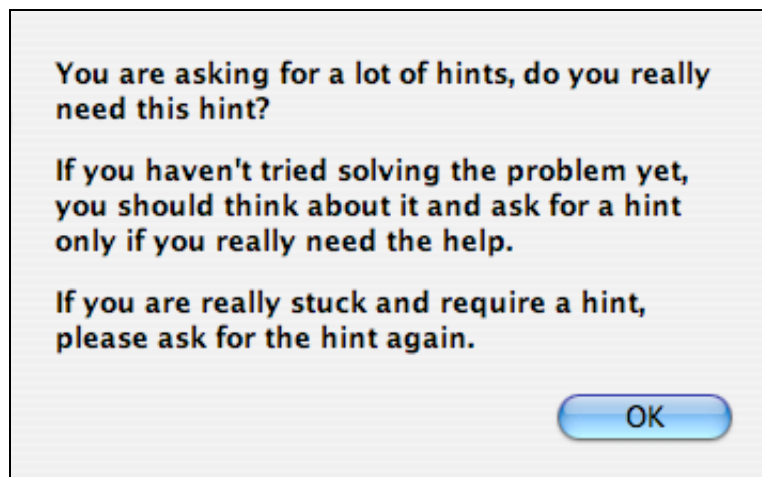 You are asking for a lot of hints, do you really
need this hint?
If you haven't tried solving the problem yet,
you should think about it and ask for a hint
only if you really need the help.
If you are really stuck and require a hint,
please ask for the hint again.
OK